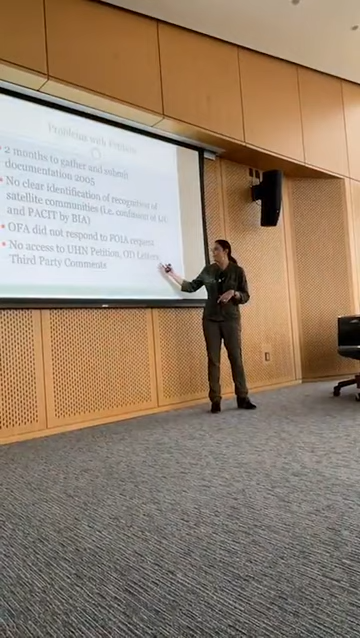 Problems with Petition
2 months to gather and submit
documentation 2005
No clear identification of recognition of
satellite communities (i.e. confusion of
and PACIT by BIA)
OFA did not respond to FOIA request
No access to UHN Petition, OD Letters,
Third Party Comments